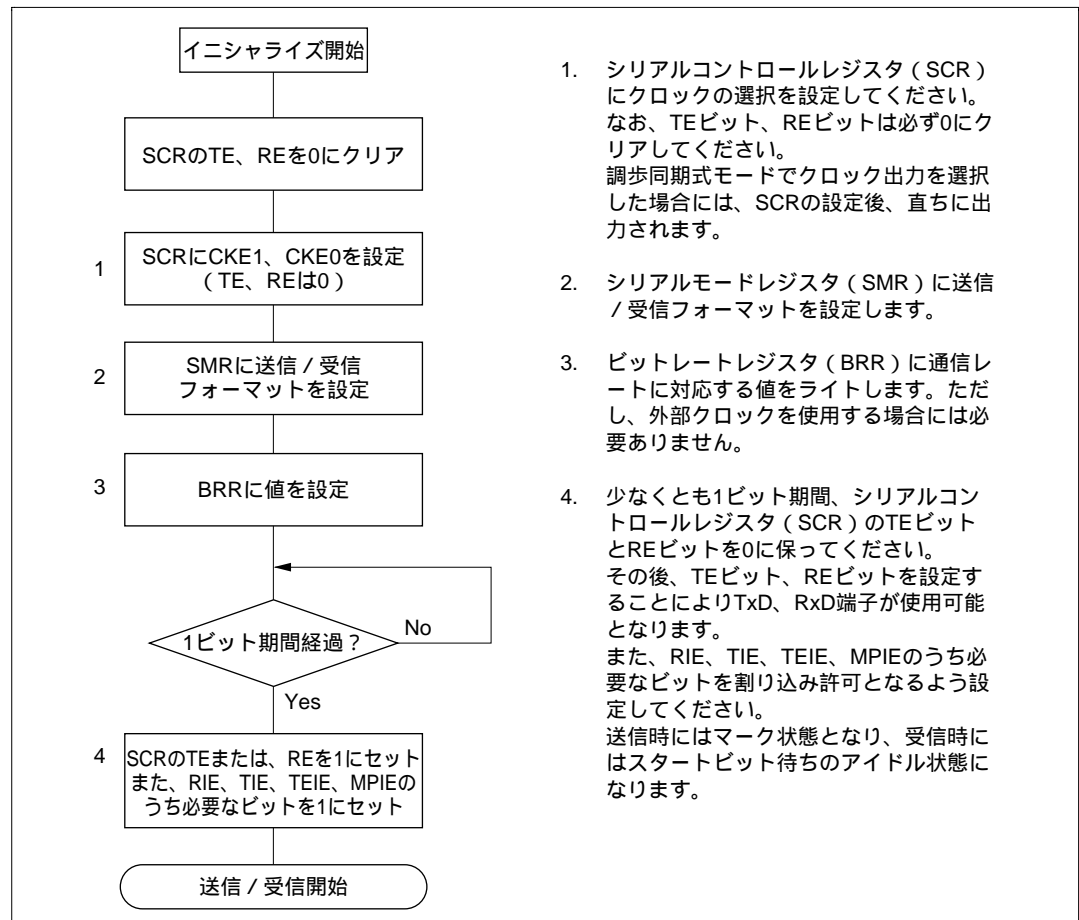 イニシャライズ開始
SCRのTE、REを0にクリア
1
SCRにCKE1、CKE0を設定
（TE、REは0）
2
SMRに送信／受信
フォーマットを設定
3
BRRに値を設定
1ビット期間経過？
No
Yes
4
SCRのTEまたは、REを1にセット
また、RIE、TIE、TEIE、MPIEの
うち必要なビットを1にセット
送信／受信開始
1. シリアルコントロールレジスタ（SCR）
にクロックの選択を設定してください。
なお、TEビット、REビットは必ず0にク
リアしてください。
調歩同期式モードでクロック出力を選択
した場合には、SCRの設定後、直ちに出
力されます。
2. シリアルモードレジスタ（SMR）に送信
／受信フォーマットを設定します。
3. ビットレートレジスタ（BRR）に通信レ
ートに対応する値をライトします。ただ
し、外部クロックを使用する場合には必
要ありません。
4. 少なくとも1ビット期間、シリアルコン
トロールレジスタ（SCR）のTEビット
とREビットを0に保ってください。
その後、TEビット、REビットを設定す
ることによりTxD、RxD端子が使用可能
となります。
また、RIE、TIE、TEIE、MPIEのうち必
要なビットを割り込み許可となるよう設
定してください。
送信時にはマーク状態となり、受信時に
はスタートビット待ちのアイドル状態に
なります。